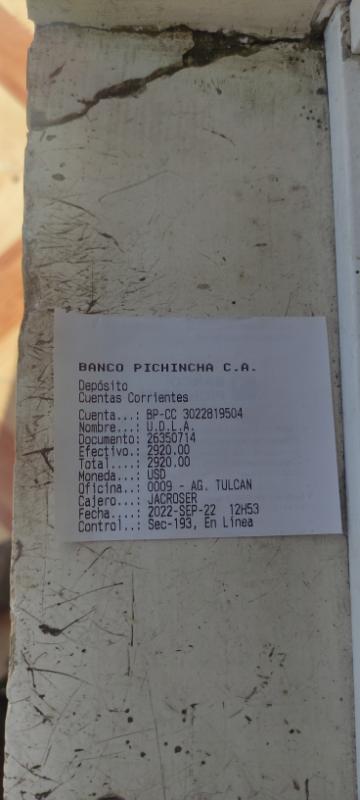 BANCO PICHINCHA C.A.
Depósito
Cuentas Corrientes
Cuenta...: BP-CC 3022819504
Nombre...: U.D.L.A.
Documento: 26350714
Efectivo.: 2920.00
Total....: 2920.00
Moneda...: USD
Oficina..: 0009 - AG. TULCAN
Cajero...: JACROSER
Fecha....: 2022-SEP-22 12H53
Control..: Sec-193, En Línea